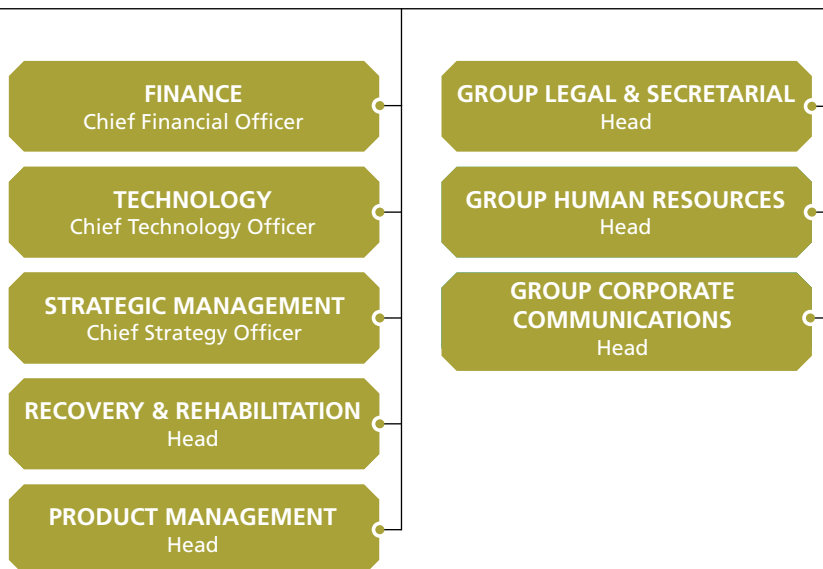 FINANCE
Chief Financial Officer
TECHNOLOGY
Chief Technology Officer
STRATEGIC MANAGEMENT
Chief Strategy Officer
RECOVERY & REHABILITATION
Head
PRODUCT MANAGEMENT
Head
GROUP LEGAL & SECRETARIAL
Head
GROUP HUMAN RESOURCES
Head
GROUP CORPORATE
COMMUNICATIONS
Head